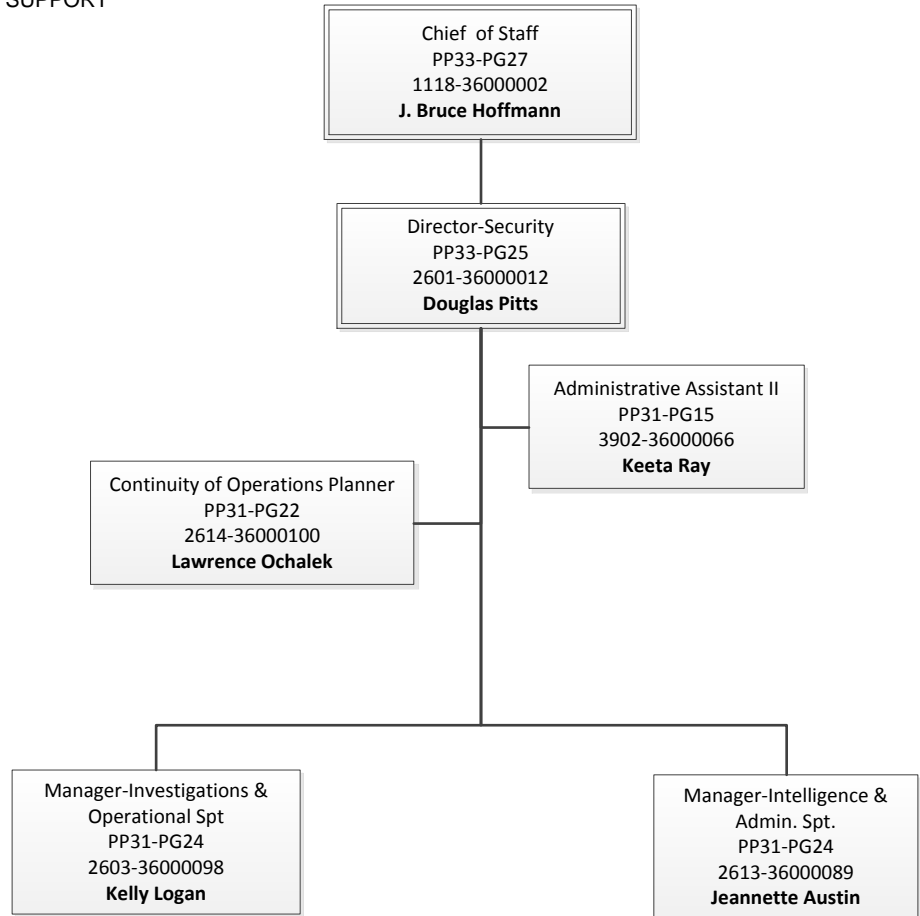 SUPPORT
Chief of Staff
PP33-PG27
1118-36000002
J. Bruce Hoffmann
Director-Security
PP33-PG25
2601-36000012
Douglas Pitts
Administrative Assistant II
PP31-PG15
3902-36000066
Keeta Ray
Continuity of Operations Planner
PP31-PG22
2614-36000100
Lawrence Ochalek
Manager-Investigations &
Operational Spt
PP31-PG24
2603-36000098
Kelly Logan
Manager-Intelligence &
Admin. Spt.
PP31-PG24
2613-36000089
Jeannette Austin